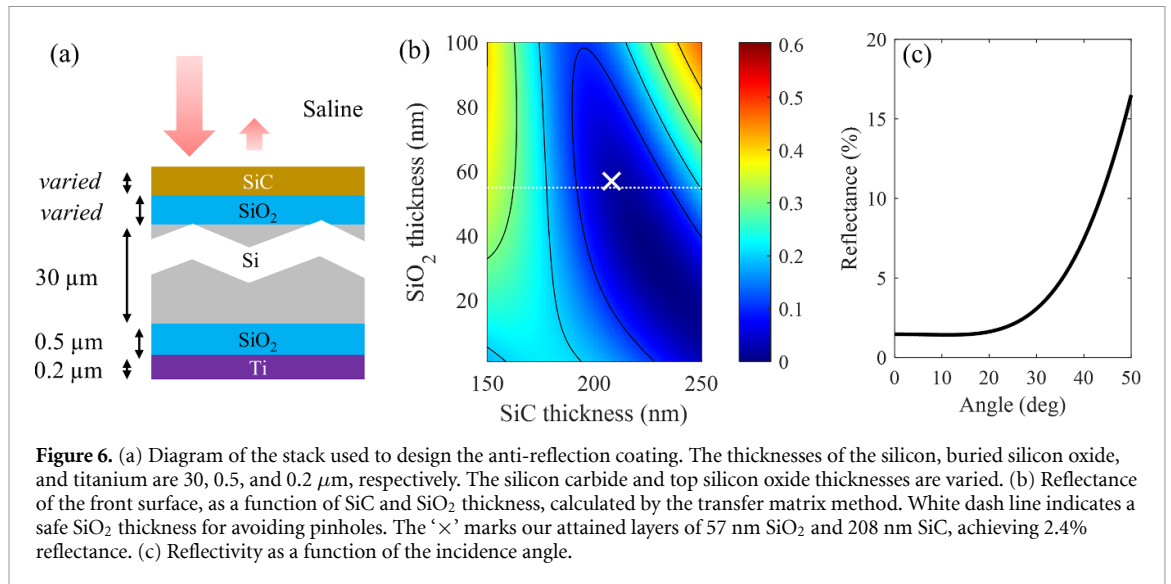 (a)
Saline
varied
SiC
varied
SiO2
30 μm
Si
0.5 μm
SiO2
0.2 μm
Ti
(b)
100
80
60
40
20
SiO2 thickness (nm)
150
200
250
SiC thickness (nm)
0.6
0.5
0.4
0.3
0.2
0.1
0
(c)
20
15
10
5
0
Reflectance (%)
0
10
20
30
40
50
Angle (deg)
Figure 6. (a) Diagram of the stack used to design the anti-reflection coating. The thicknesses of the silicon, buried silicon oxide,
and titanium are 30, 0.5, and 0.2 μm, respectively. The silicon carbide and top silicon oxide thicknesses are varied. (b) Reflectance
of the front surface, as a function of SiC and SiO2 thickness, calculated by the transfer matrix method. White dash line indicates a
safe SiO2 thickness for avoiding pinholes. The ‘×’ marks our attained layers of 57 nm SiO2 and 208 nm SiC, achieving 2.4%
reflectance. (c) Reflectivity as a function of the incidence angle.